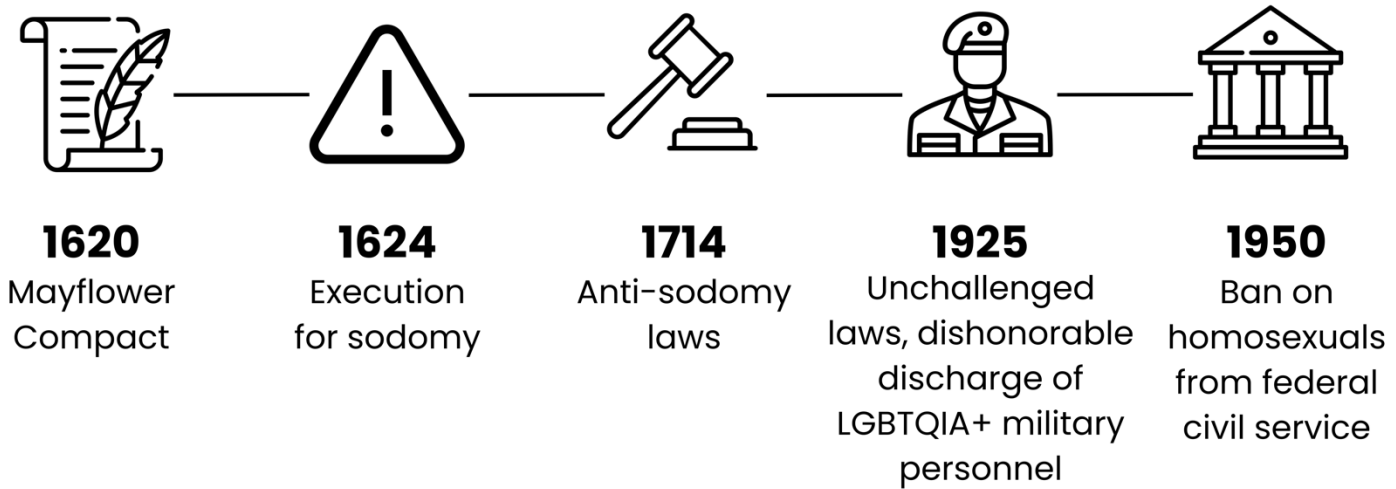 1620
Mayflower
Compact
1624
Execution
for sodomy
1714
Anti-sodomy
laws
1925
Unchallenged
laws, dishonorable
discharge of
LGBTQIA+ military
personnel
1950
Ban on
homosexuals
from federal
civil service